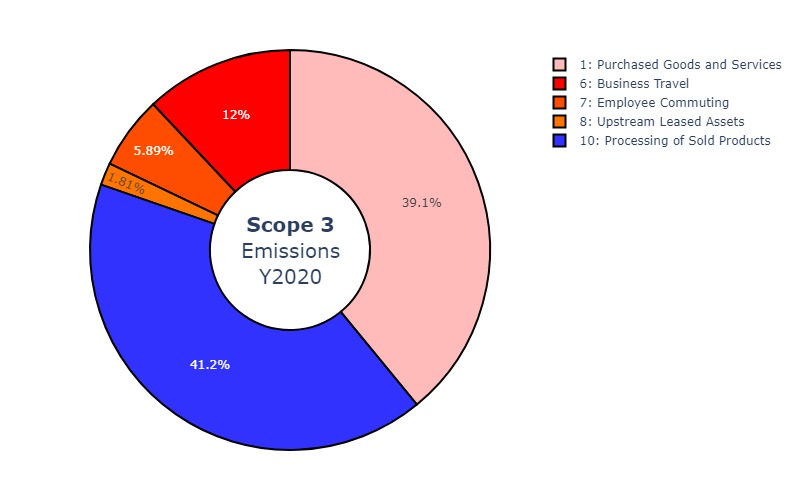 1: Purchased Goods and Services
6: Business Travel
7: Employee Commuting
8: Upstream Leased Assets
10: Processing of Sold Products
12%
5.89%
1.81%
39.1%
Scope 3
Emissions
Y2020
41.2%